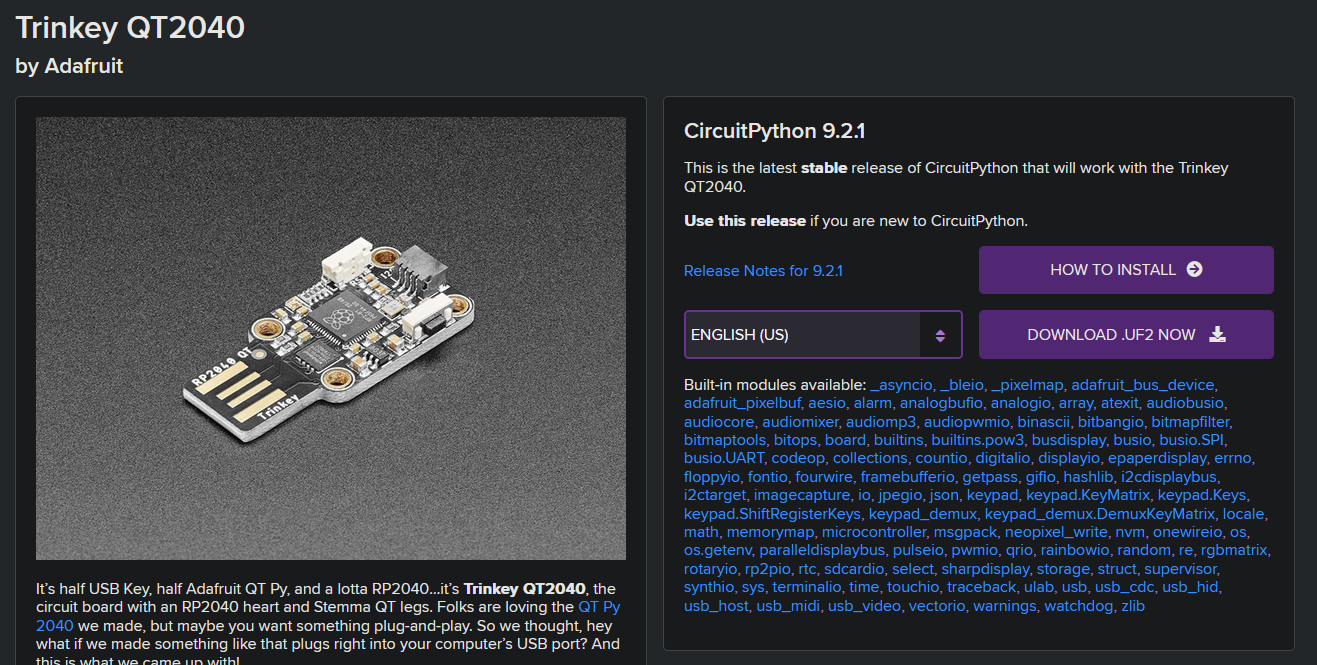 Trinkey QT2040
by Adafruit
RP2040 QT
Trinkey
It's half USB Key, half Adafruit QT Py, and a lotta RP2040...it's Trinkey QT2040, the
circuit board with an RP2040 heart and Stemma QT legs. Folks are loving the QT Py
2040 we made, but maybe you want something plug-and-play. So we thought, hey
what if we made something like that plugs right into your computer's USB port? And
this is what we came up with!
CircuitPython 9.2.1
This is the latest stable release of CircuitPython that will work with the Trinkey
QT2040.
Use this release if you are new to CircuitPython.
Release Notes for 9.2.1
HOW TO INSTALL
ENGLISH (US)
DOWNLOAD .UF2 NOW
Built-in modules available: _asyncio, _bleio, _pixelmap, adafruit_bus_device,
adafruit_pixelbuf, aesio, alarm, analogbufio, analogio, array, atexit, audiobusio,
audiocore, audiomixer, audiomp3, audiopwmio, binascii, bitbangio, bitmapfilter,
bitmaptools, bitops, board, builtins, builtins.pow3, busdisplay, busio, busio.SPI,
busio.UART, codeop, collections, countio, digitalio, displayio, epaperdisplay, errno,
floppyio, fontio, fourwire, framebufferio, getpass, gifio, hashlib, i2cdisplaybus,
i2ctarget, imagecapture, io, jpegio, json, keypad, keypad.KeyMatrix, keypad.Keys,
keypad.ShiftRegisterKeys, keypad_demux, keypad_demux.DemuxKeyMatrix, locale,
math, memorymap, microcontroller, msgpack, neopixel_write, nvm, onewireio, os,
os.getenv, paralleldisplaybus, pulseio, pwmio, qrio, rainbowio, random, re, rgbmatrix,
rotaryio, rp2pio, rtc, sdcardio, select, sharpdisplay, storage, struct, supervisor,
synthio, sys, terminalio, time, touchio, traceback, ulab, usb, usb_cdc, usb_hid,
usb_host, usb_midi, usb_video, vectorio, warnings, watchdog, zlib